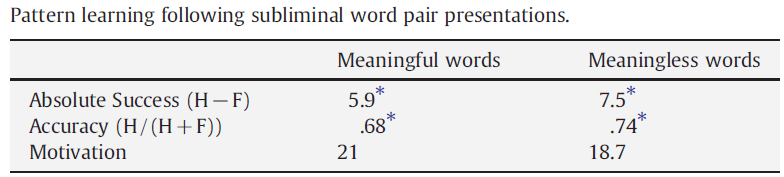 Pattern learning following subliminal word pair presentations.
Meaningful words Meaningless words
Absolute Success (H − F) 5.9* 7.5*
Accuracy (H/(H + F)) .68* .74*
Motivation 21 18.7